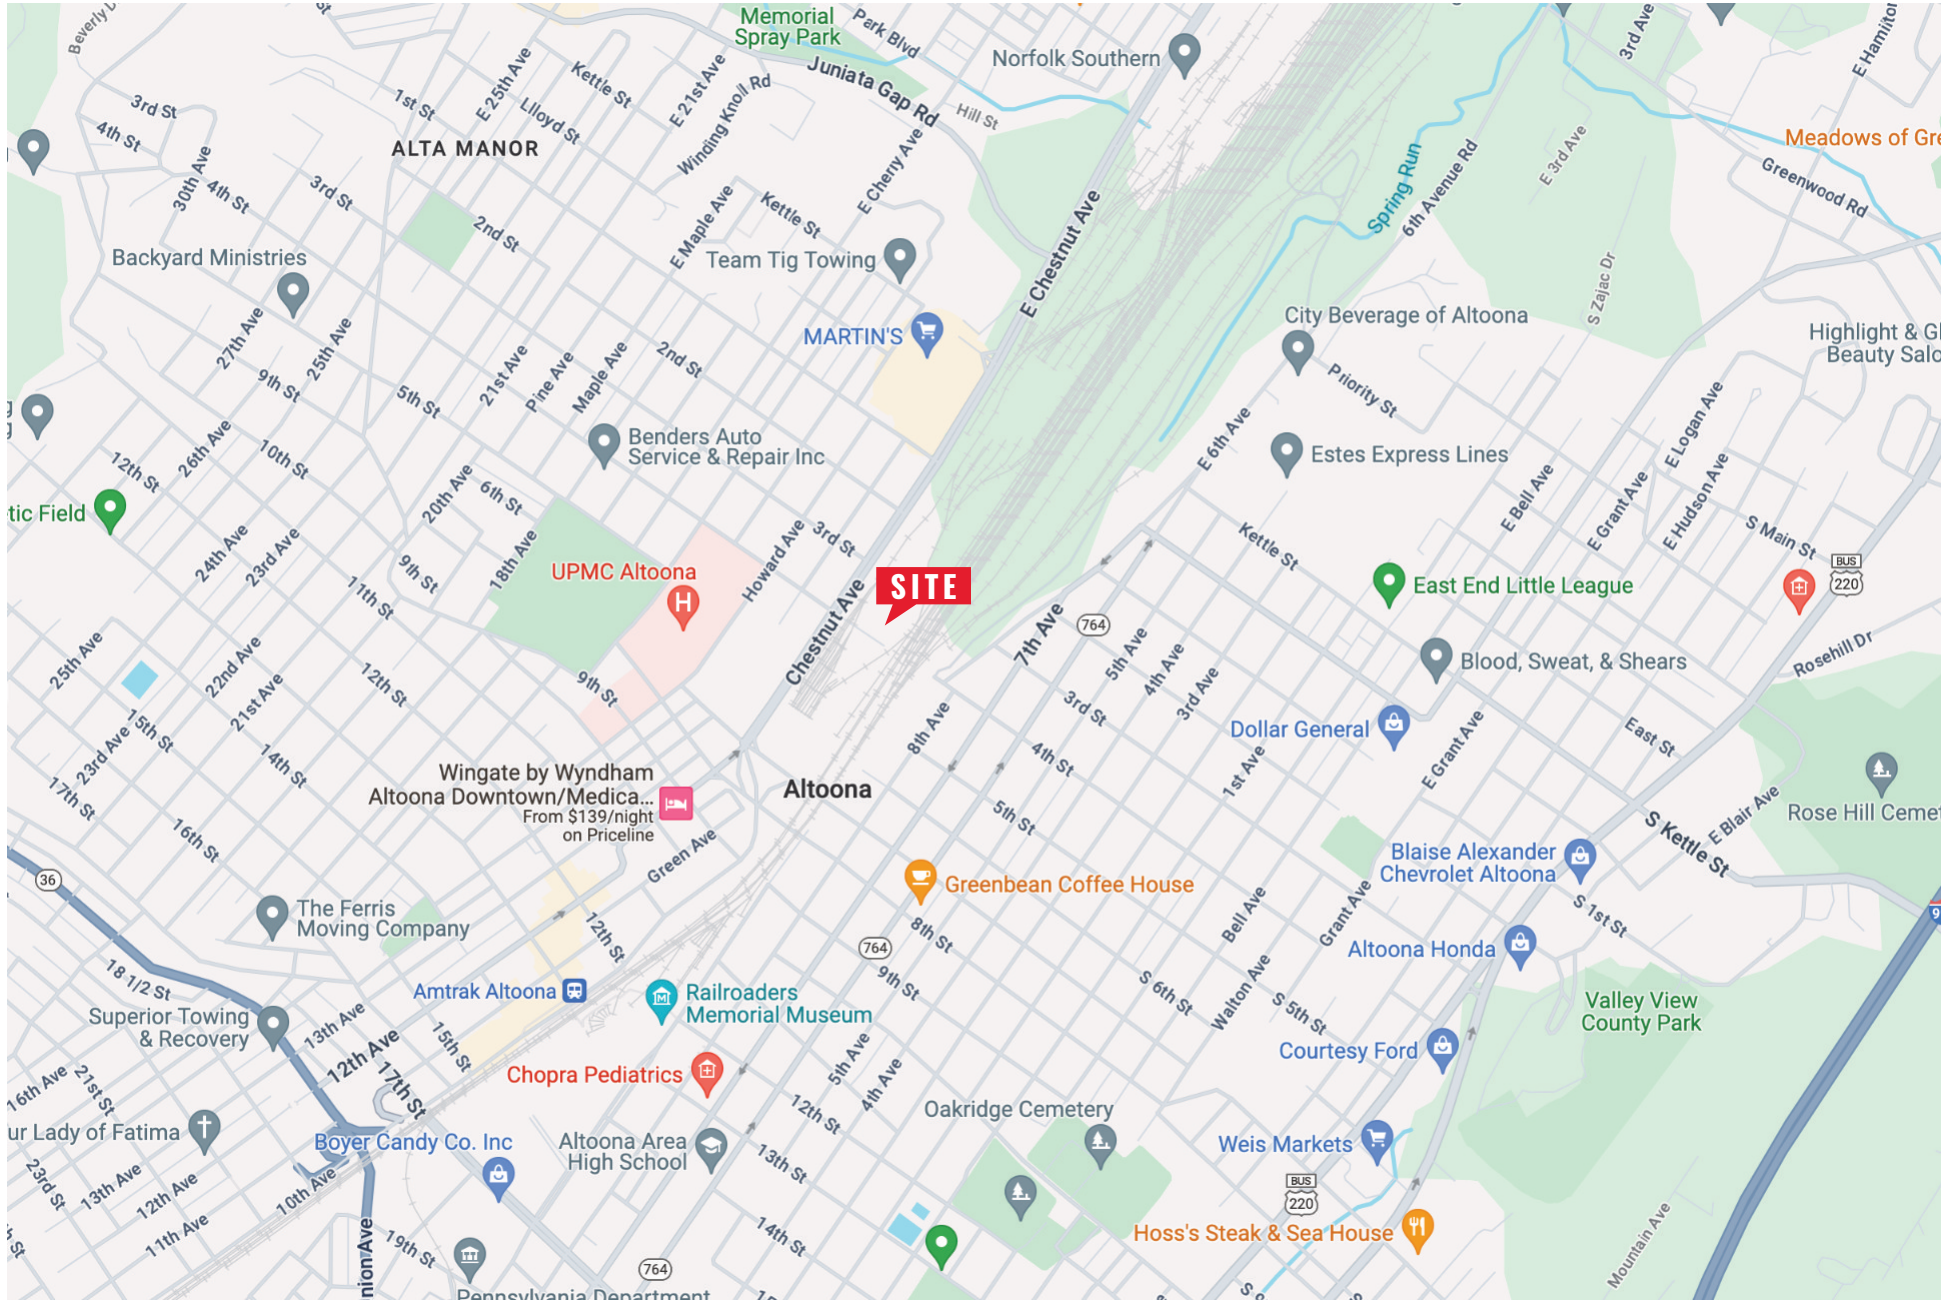 Beverly D
St
Memorial
Spray Park
Park Blvd
Norfolk Southern
3rd Ave
E Hamilto
Juniata Gap Rd
Hill St
Kettle St
E 25th Ave
E 21st Ave
Winding Knoll Rd
1st St
Llloyd St
3rd St
4th St
ALTA MANOR
E Cherry Ave
Spring Run
6th Avenue Rd
E 3rd Ave
Meadows of Gre
Greenwood Rd
30th Ave
4th St
3rd St
2nd St
E Maple Ave
Kettle St
E Chestnut Ave
Backyard Ministries
Team Tig Towing
S Zajac Dr
MARTIN'S
City Beverage of Altoona
Highlight & Gl
Beauty Salo
27th Ave
25th Ave
9th St
5th St
21st Ave
Pine Ave
Maple Ave
2nd St
Priority St
E Logan Ave
g
g
Benders Auto
Service & Repair Inc
E 6th Ave
Estes Express Lines
12th St
26th Ave
10th St
20th Ave
6th St
E Bell Ave
E Grant Ave
E Hudson Ave
tic Field
24th Ave
23rd Ave
9th St
18th Ave
Howard Ave
3rd St
Kettle St
S Main St
BUS
220
UPMC Altoona
H
SITE
11th St
East End Little League
Chestnut Ave
7th Ave
764
25th Ave
22nd Ave
21st Ave
12th St
9th St
5th Ave
4th Ave
3rd Ave
3rd St
Blood, Sweat, & Shears
Rosehill Dr
15th St
23rd Ave
17th St
14th St
8th Ave
4th St
Dollar General
1st Ave
E Grant Ave
East St
Wingate by Wyndham
Altoona Downtown/Medica...
From $139/night
on Priceline
Altoona
5th St
S Kettle St
E Blair Ave
Rose Hill Cemet
16th St
Green Ave
Blaise Alexander
Chevrolet Altoona
36
Greenbean Coffee House
S 1st St
9
The Ferris
Moving Company
12th St
764
8th St
Bell Ave
Grant Ave
Altoona Honda
18 1/2 St
Amtrak Altoona
Railroaders
Memorial Museum
M
9th St
S 6th St
Walton Ave
S 5th St
Valley View
County Park
Superior Towing
& Recovery
13th Ave
12th Ave
17th St
15th St
5th Ave
4th Ave
Courtesy Ford
Chopra Pediatrics
16th Ave
21st St
12th St
Oakridge Cemetery
ur Lady of Fatima
Boyer Candy Co. Inc
Altoona Area
High School
13th St
Weis Markets
BUS
220
23rd St
13th Ave
12th Ave
11th Ave
10th Ave
h St
nion Ave
19th St
764
14th St
Hoss's Steak & Sea House
Mountain Ave
Pennsylvania Department